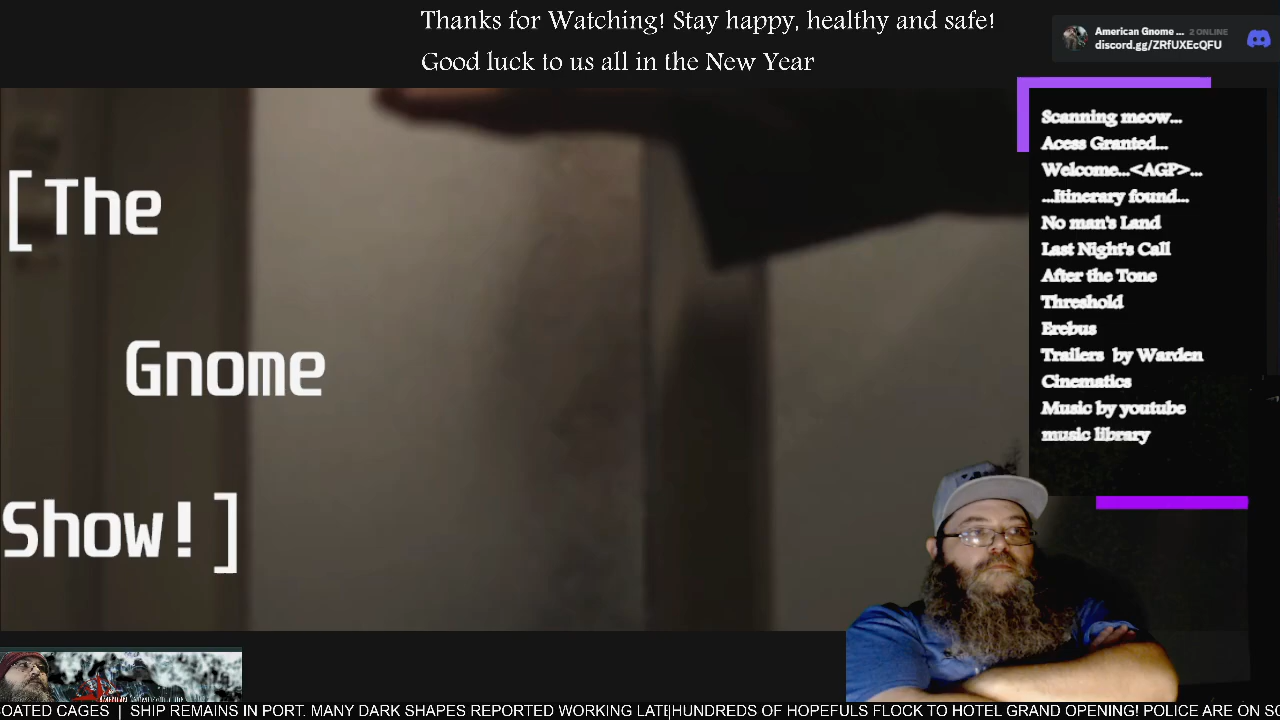 Thanks for Watching! Stay happy, healthy and safe!
Good luck to us all in the New Year
American Gnome ... 2 ONLINE
discord.gg/ZRfUXEcQFU
[The
Gnome
Show!]
Scanning meow...
Acess Granted...
Welcome...<AGP>...
...Itinerary found...
No man's Land
Last Night's Call
After the Tone
Threshold
Erebus
Trailers by Warden
Cinematics
Music by youtube
music library
OATED CAGES | SHIP REMAINS IN PORT. MANY DARK SHAPES REPORTED WORKING LATE|HUNDREDS OF HOPEFULS FLOCK TO HOTEL GRAND OPENING! POLICE ARE ON SC